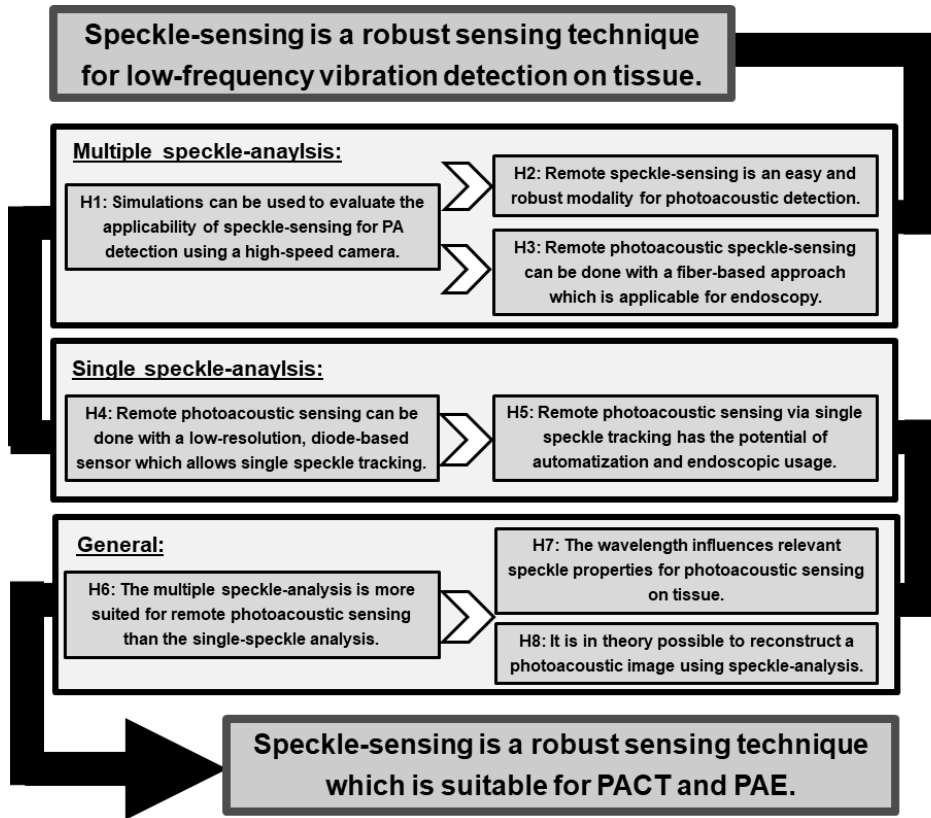 Speckle-sensing is a robust sensing technique
for low-frequency vibration detection on tissue.
Multiple speckle-anaylsis:
H1: Simulations can be used to evaluate the
applicability of speckle-sensing for PA
detection using a high-speed camera.
H2: Remote speckle-sensing is an easy and
robust modality for photoacoustic detection.
H3: Remote photoacoustic speckle-sensing
can be done with a fiber-based approach
which is applicable for endoscopy.
Single speckle-anaylsis:
H4: Remote photoacoustic sensing can be
done with a low-resolution, diode-based
sensor which allows single speckle tracking.
H5: Remote photoacoustic sensing via single
speckle tracking has the potential of
automatization and endoscopic usage.
General:
H6: The multiple speckle-analysis is more
suited for remote photoacoustic sensing
than the single-speckle analysis.
H7: The wavelength influences relevant
speckle properties for photoacoustic sensing
on tissue.
H8: It is in theory possible to reconstruct a
photoacoustic image using speckle-analysis.
Speckle-sensing is a robust sensing technique
which is suitable for PACT and PAE.